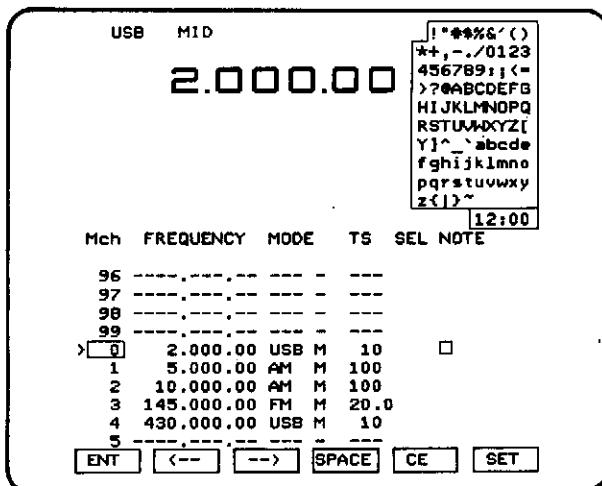 USB MID
2.000.00
!"#$%&'()
*+,-./0123
456789:;<=
>?@ABCDEFG
HIJKLMNOPQ
RSTUVWXYZ[
Y]^_`abcde
fghijklmno
pqrstuvwxy
z{|}~
12:00
Mch FREQUENCY MODE TS SEL NOTE
96 ----.---.-- --- - ---
97 ----.---.-- --- - ---
98 ----.---.-- --- - ---
99 ----.---.-- --- - ---
>0 2.000.00 USB M 10 □
1 5.000.00 AM M 100
2 10.000.00 AM M 100
3 145.000.00 FM M 20.0
4 430.000.00 USB M 10
5 ----.---.-- --- - ---
ENT <-- --> SPACE CE SET